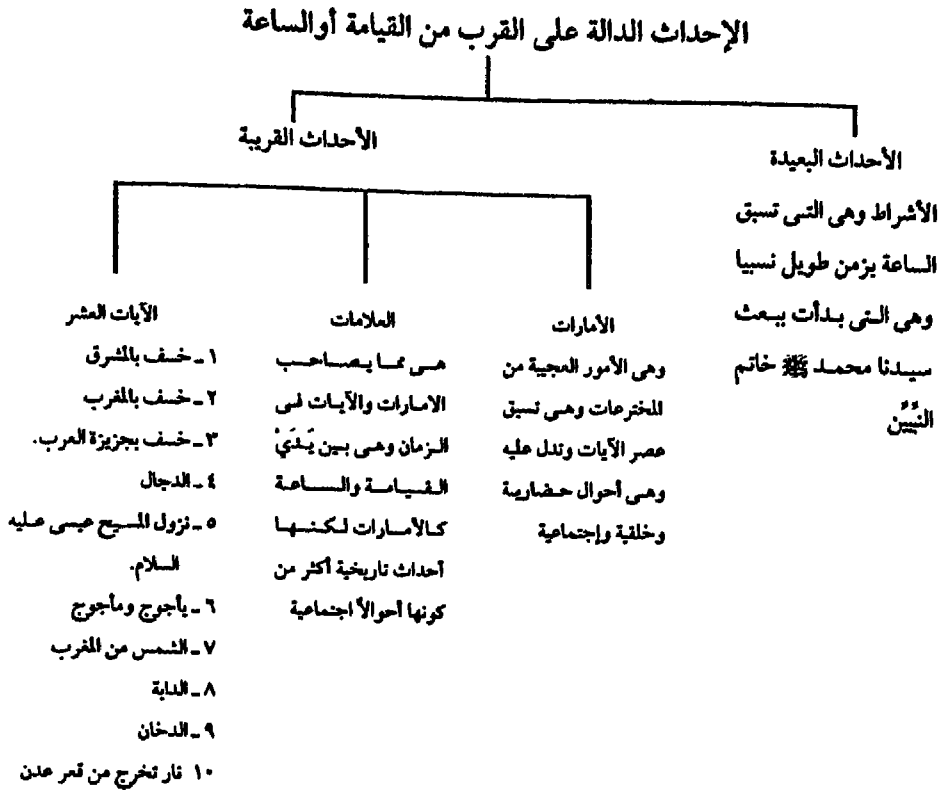 الإحداث الدالة على القرب من القيامة أوالساعة
الأحداث البعيدة
الأشراط وهى التى تسبق
الساعة بزمن طويل نسبيا
وهى التى بدأت ببعث
سيدنا محمد ﷺ خاتم
النبيين
الأحداث القريبة
الأمارات
وهى الأمور العجيبة من
المخترعات وهى تسبق
عصر الآيات وتدل عليه
وهى أحوال حضارية
وخلقية وإجتماعية
العلامات
هى مما يصاحب
الامارات والآيات فى
الزمان وهى بين يَدَيْ
القيامة والساعة
كالأمارات لكنها
أحداث تاريخية أكثر من
كونها أحوالاً اجتماعية
الآيات العشر
١ ـ خسف بالمشرق
٢ ـ خسف بالمغرب
٣ ـ خسف بجزيزة العرب.
٤ ـ الدجال
٥ ـ نزول المسيح عيسى عليه
السلام.
٦ ـ يأجوج ومأجوج
٧ ـ الشمس من المغرب
٨ ـ الدابة
٩ ـ الدخان
١٠ نار تخرج من قعر عدن